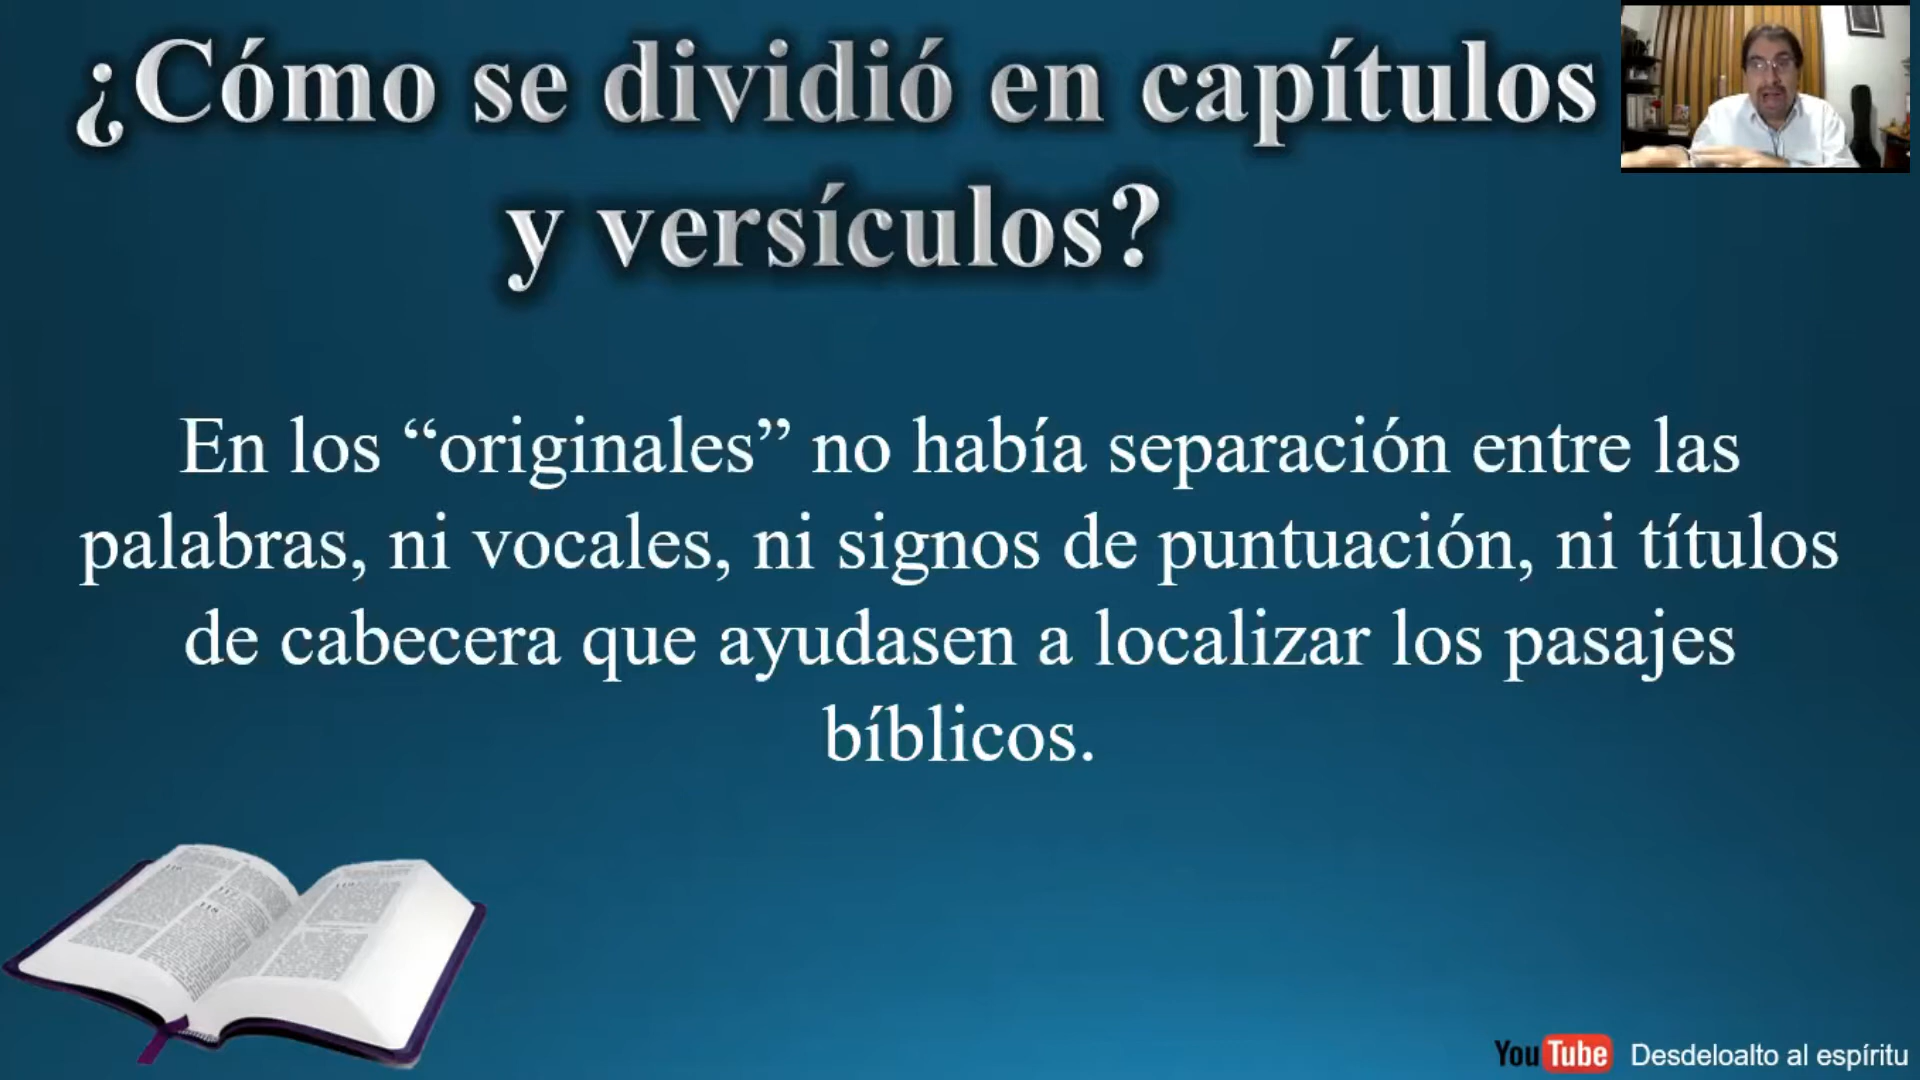 ¿Cómo se dividió en capítulos
y versículos?
En los “originales” no había separación entre las
palabras, ni vocales, ni signos de puntuación, ni títulos
de cabecera que ayudasen a localizar los pasajes
bíblicos.
YouTube Desdeloalto al espíritu